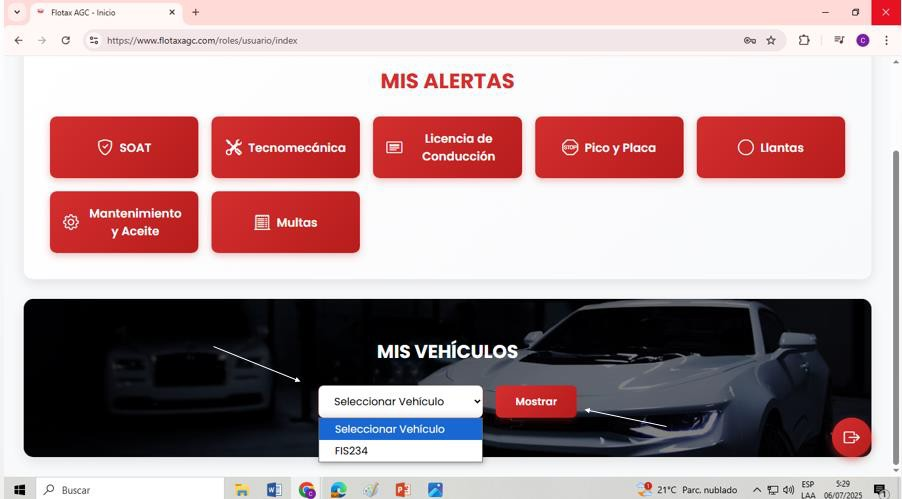 Flotax AGC - Inicio
https://www.flotaxagc.com/roles/usuario/index
C
MIS ALERTAS
SOAT
Tecnomecánica
Licencia de
Conducción
STOP
Pico y Placa
Llantas
Mantenimiento
y Aceite
Multas
MIS VEHÍCULOS
Seleccionar Vehículo
Mostrar
Seleccionar Vehículo
FIS234
Buscar
21°C Parc. nublado
ESP
LAA
5:29
06/07/2025